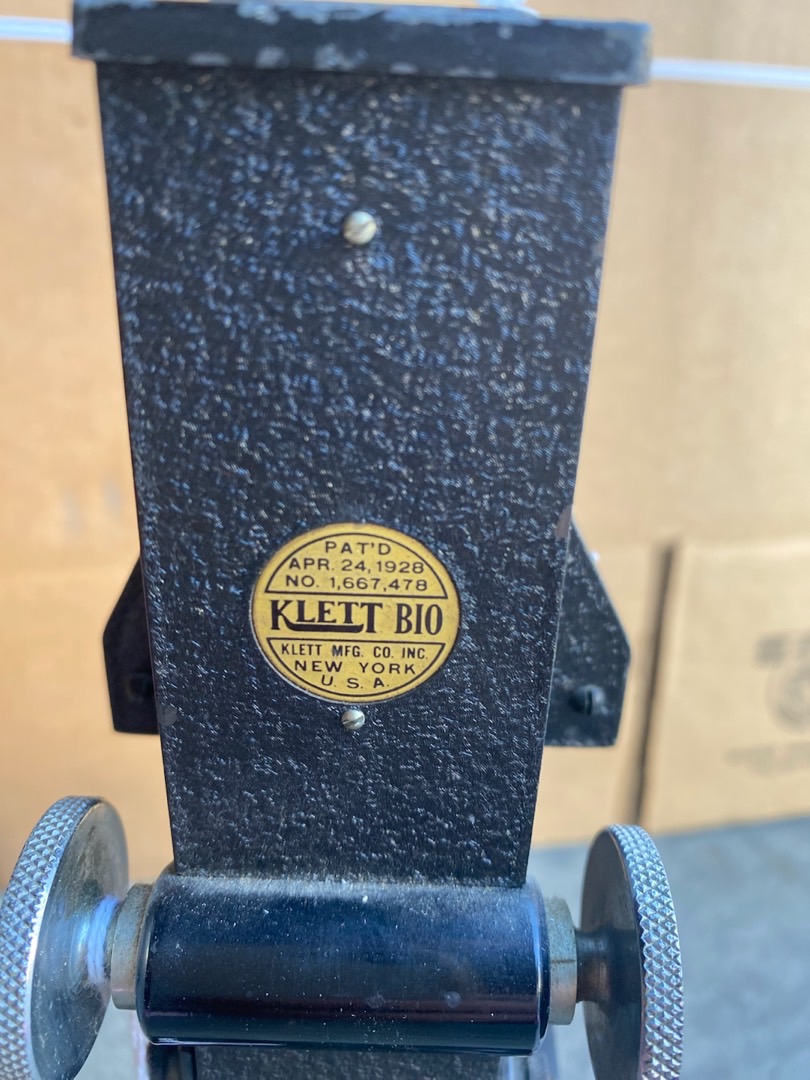 PAT'D
APR. 24, 1928
NO. 1,667,478
KLETT BIO
KLETT MFG. CO. INC.
NEW YORK
U. S. A.